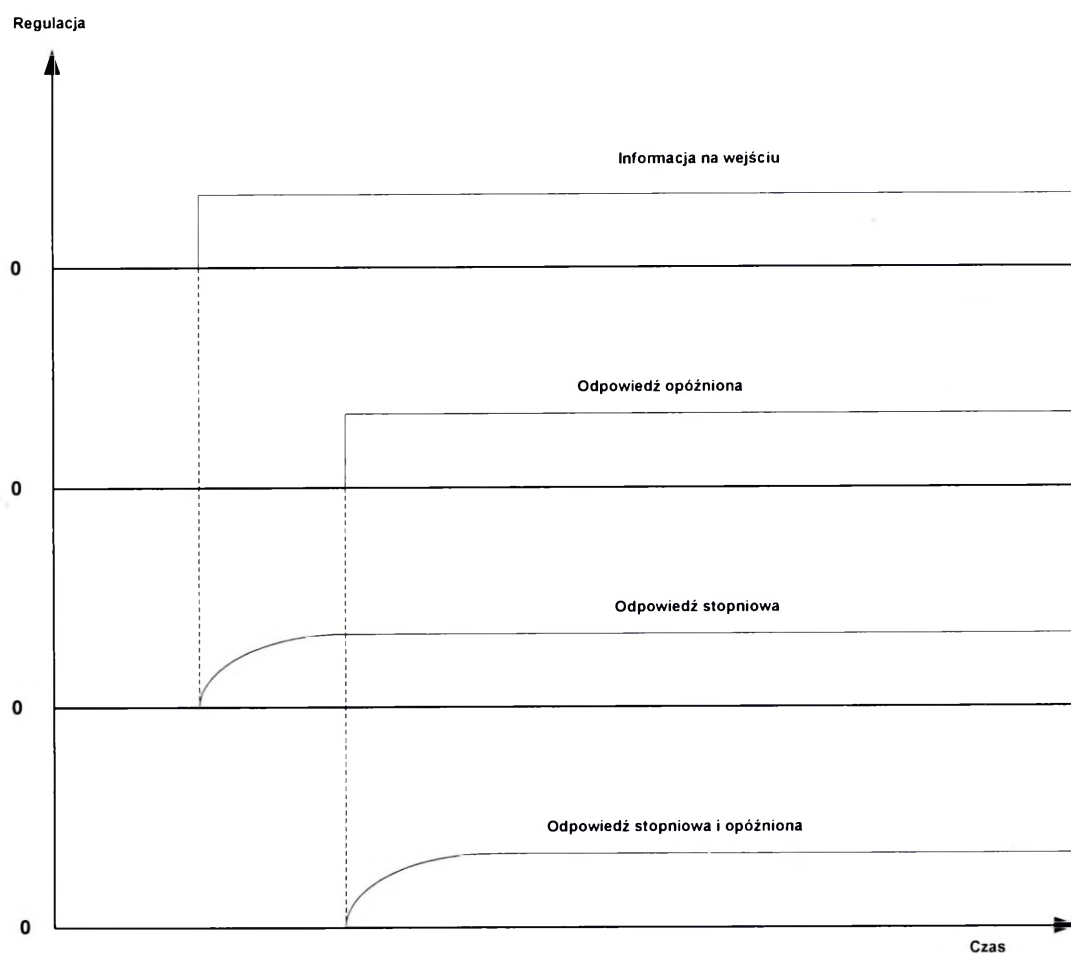 Regulacja
Informacja na wejściu
0
Odpowiedź opóźniona
0
Odpowiedź stopniowa
0
Odpowiedź stopniowa i opóźniona
0
Czas